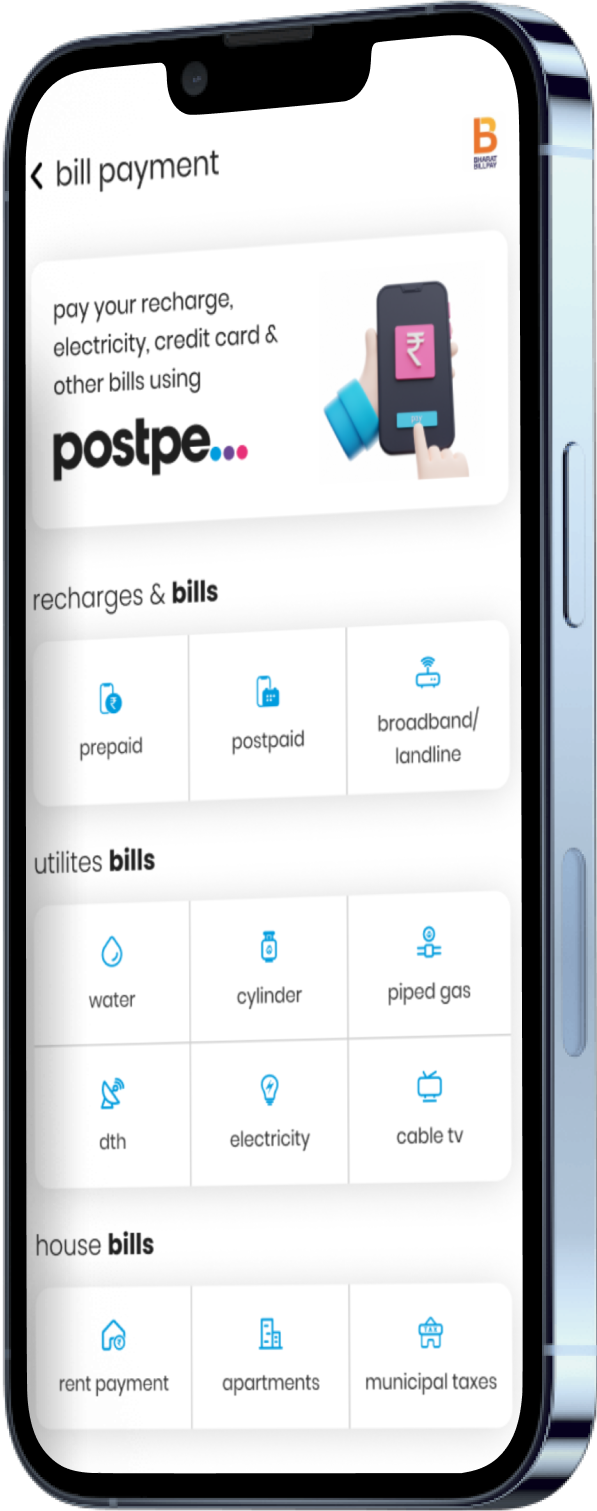 bill payment
BHARAT
BILLPAY
pay your recharge,
electricity, credit card &
other bills using
postpe...
₹
recharges & bills
₹
prepaid
postpaid
broadband/
landline
utilites bills
water
cylinder
piped gas
dth
electricity
cable tv
house bills
rent payment
apartments
TAX
municipal taxes